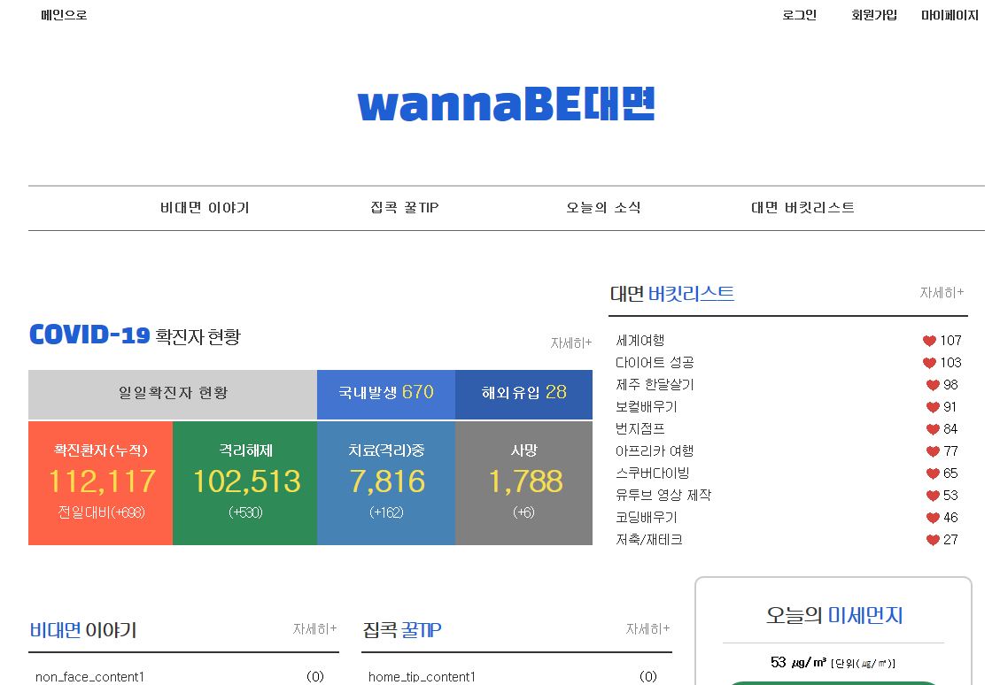 메인으로
로그인 회원가입 마이페이지
wannaBE대면
비대면 이야기 집콕 꿀TIP 오늘의 소식 대면 버킷리스트
COVID-19 확진자 현황 자세히+
일일확진자 현황 국내발생 670 해외유입 28
확진환자(누적) 격리해제 치료(격리)중 사망
112,117 102,513 7,816 1,788
전일대비(+698) (+530) (+162) (+6)
대면 버킷리스트 자세히+
세계여행 107
다이어트 성공 103
제주 한달살기 98
보컬배우기 91
번지점프 84
아프리카 여행 77
스쿠버다이빙 65
유투브 영상 제작 53
코딩배우기 46
저축/재테크 27
비대면 이야기 자세히+
non_face_content1 (0)
집콕 꿀TIP 자세히+
home_tip_content1 (0)
오늘의 미세먼지
53 ㎍/m³ [단위(㎍/㎥)]